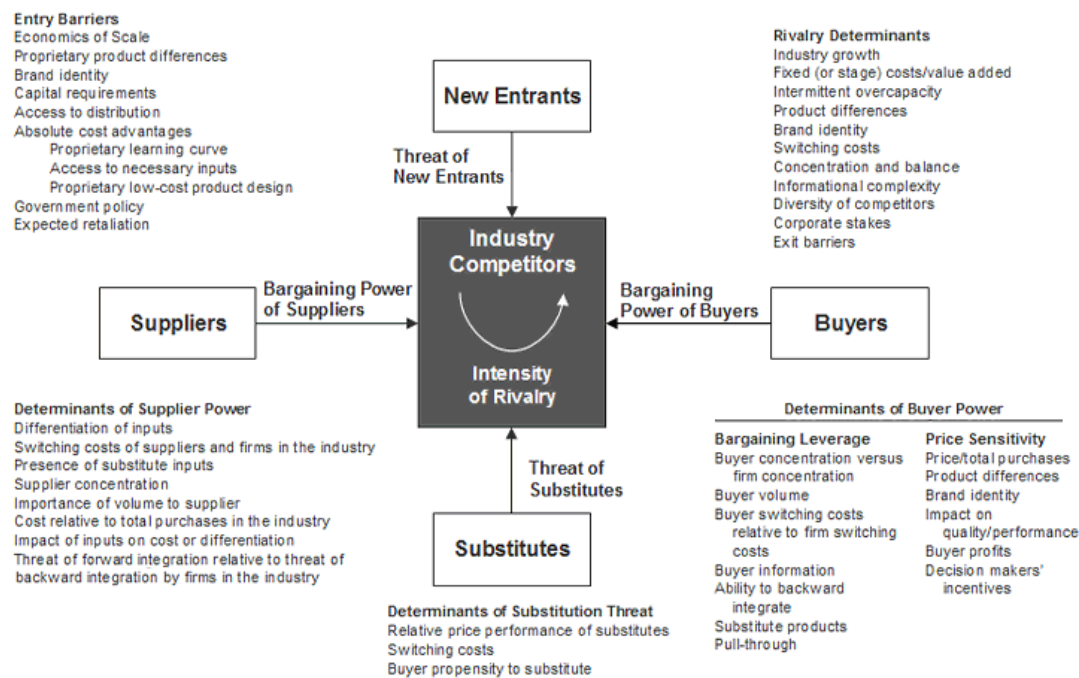 Entry Barriers
Economics of Scale
Proprietary product differences
Brand identity
Capital requirements
Access to distribution
Absolute cost advantages
Proprietary learning curve
Access to necessary inputs
Proprietary low-cost product design
Government policy
Expected retaliation
New Entrants
Threat of
New Entrants
Rivalry Determinants
Industry growth
Fixed (or stage) costs/value added
Intermittent overcapacity
Product differences
Brand identity
Switching costs
Concentration and balance
Informational complexity
Diversity of competitors
Corporate stakes
Exit barriers
Suppliers
Bargaining Power
of Suppliers
Industry
Competitors
Intensity
of Rivalry
Bargaining
Power of Buyers
Buyers
Determinants of Supplier Power
Differentiation of inputs
Switching costs of suppliers and firms in the industry
Presence of substitute inputs
Supplier concentration
Importance of volume to supplier
Cost relative to total purchases in the industry
Impact of inputs on cost or differentiation
Threat of forward integration relative to threat of
backward integration by firms in the industry
Threat of
Substitutes
Substitutes
Determinants of Substitution Threat
Relative price performance of substitutes
Switching costs
Buyer propensity to substitute
Determinants of Buyer Power
Bargaining Leverage
Buyer concentration versus
firm concentration
Buyer volume
Buyer switching costs
relative to firm switching
costs
Buyer information
Ability to backward
integrate
Substitute products
Pull-through
Price Sensitivity
Price/total purchases
Product differences
Brand identity
Impact on
quality/performance
Buyer profits
Decision makers'
incentives